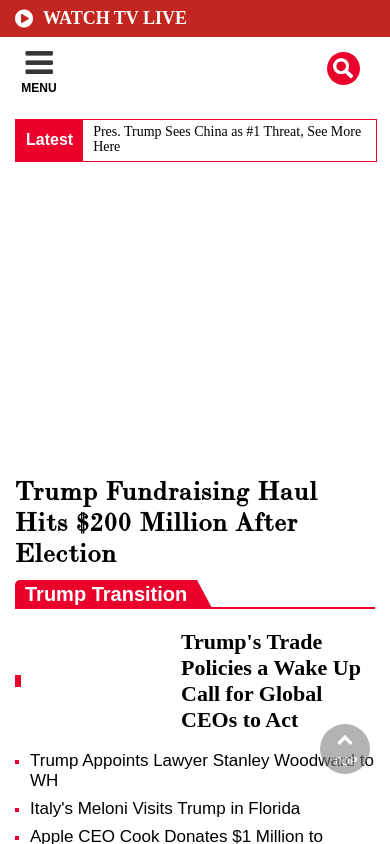 WATCH TV LIVE
MENU
Latest
Pres. Trump Sees China as #1 Threat, See More
Here
Trump Fundraising Haul
Hits $200 Million After
Election
Trump Transition
Trump's Trade
Policies a Wake Up
Call for Global
CEOs to Act
Trump Appoints Lawyer Stanley Woodward to
WH
TOP
Italy's Meloni Visits Trump in Florida
Apple CEO Cook Donates $1 Million to